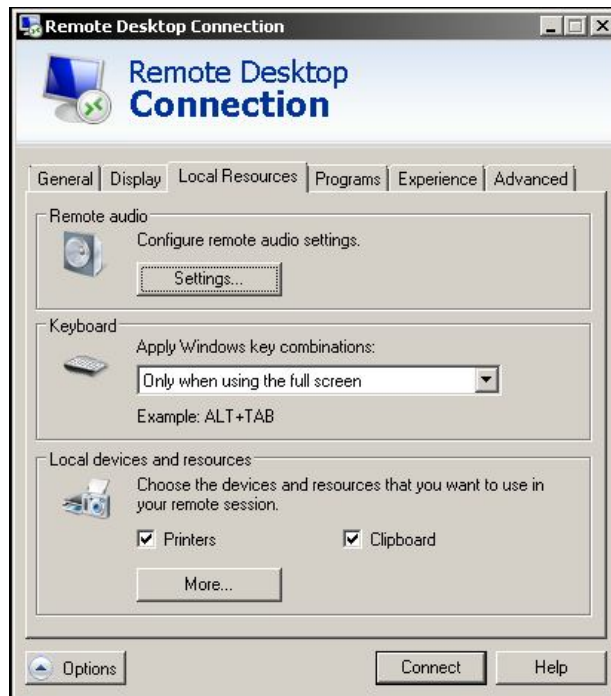 Remote Desktop Connection
Remote Desktop
Connection
General Display Local Resources Programs Experience Advanced
Remote audio
Configure remote audio settings.
Settings...
Keyboard
Apply Windows key combinations:
Only when using the full screen
Example: ALT+TAB
Local devices and resources
Choose the devices and resources that you want to use in
your remote session.
Printers Clipboard
More...
Options Connect Help